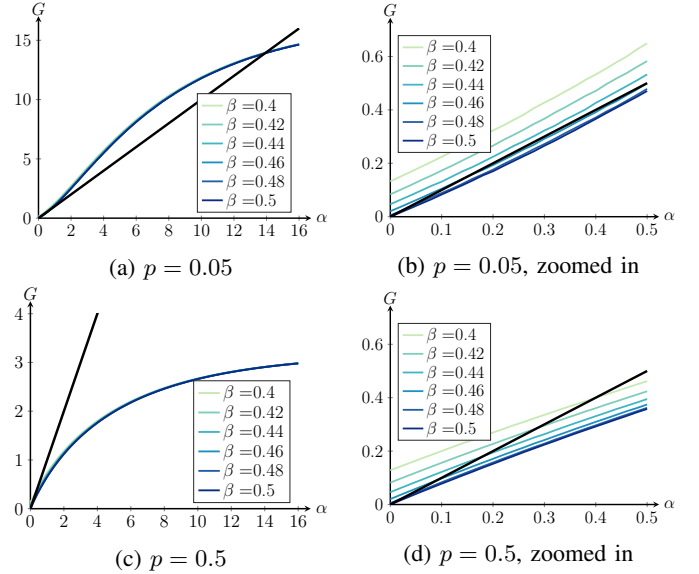 G
15
10
5
0
β =0.4
β =0.42
β =0.44
β =0.46
β =0.48
β =0.5
0 2 4 6 8 10 12 14 16 α
(a) p = 0.05
G
0.6
0.4
0.2
0
β =0.4
β =0.42
β =0.44
β =0.46
β =0.48
β =0.5
0 0.1 0.2 0.3 0.4 0.5 α
(b) p = 0.05, zoomed in
G
4
3
2
1
0
β =0.4
β =0.42
β =0.44
β =0.46
β =0.48
β =0.5
0 2 4 6 8 10 12 14 16 α
(c) p = 0.5
G
0.6
0.4
0.2
0
β =0.4
β =0.42
β =0.44
β =0.46
β =0.48
β =0.5
0 0.1 0.2 0.3 0.4 0.5 α
(d) p = 0.5, zoomed in